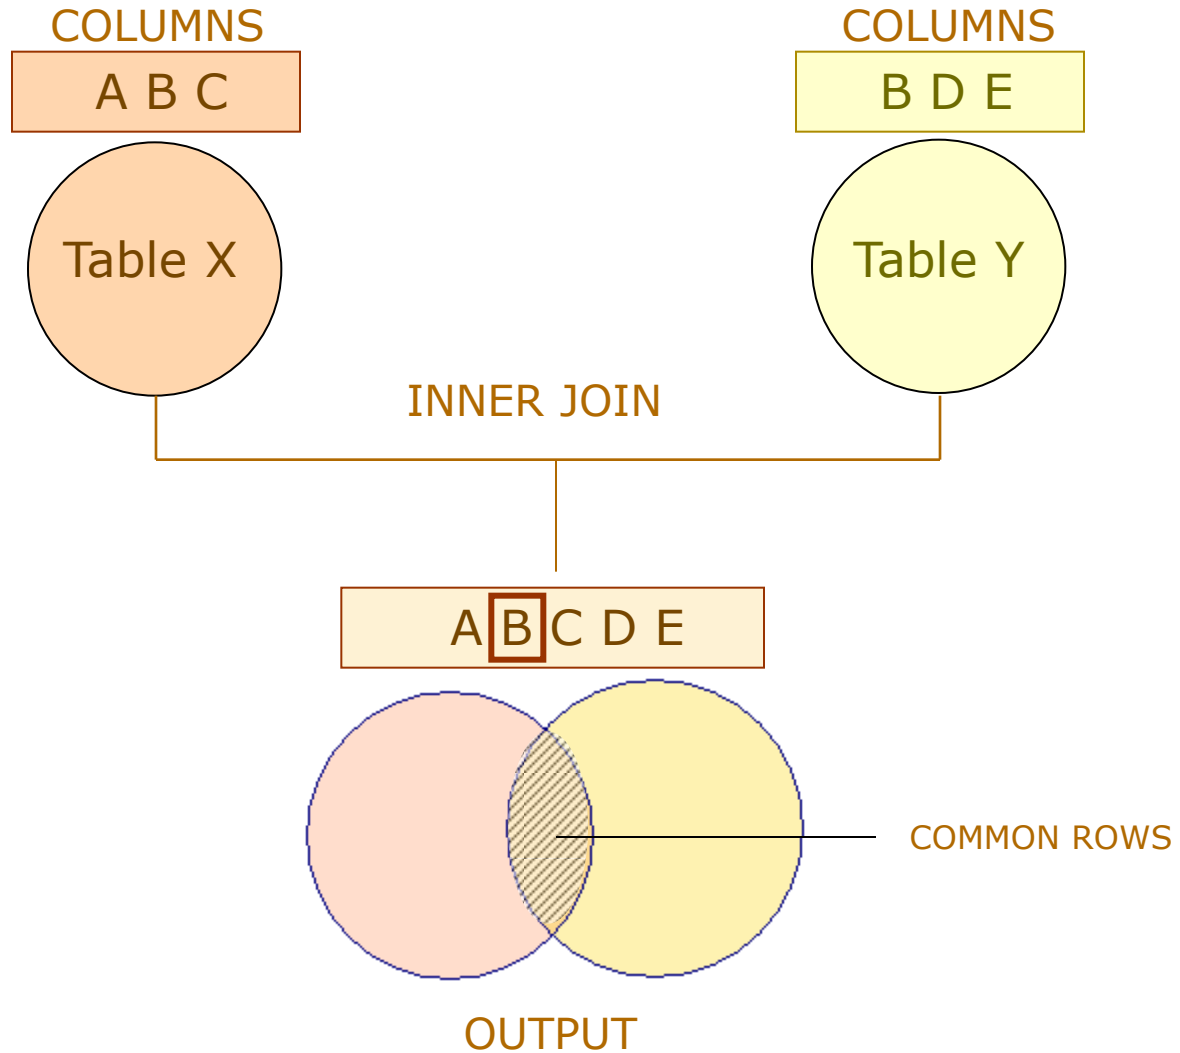 COLUMNS
COLUMNS
A B C
B D E
Table X
Table Y
INNER JOIN
A B C D E
COMMON ROWS
OUTPUT